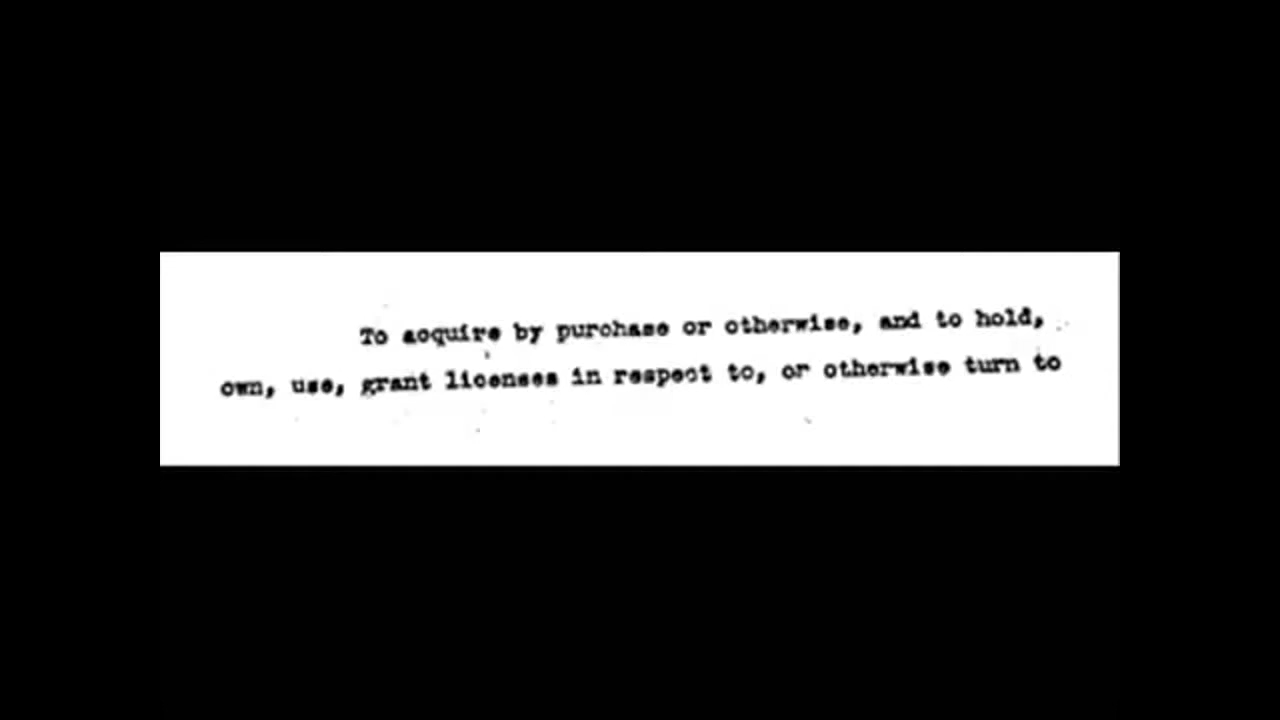 To acquire by purchase or otherwise, and to hold,
own, use, grant licenses in respect to, or otherwise turn to